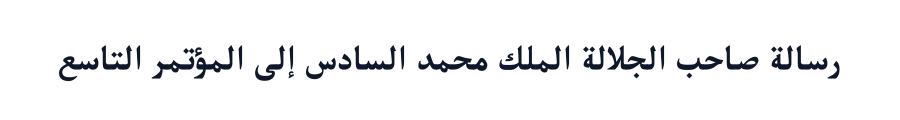 رسالة صاحب الجلالة الملك محمد السادس إلى المؤتمر التاسع